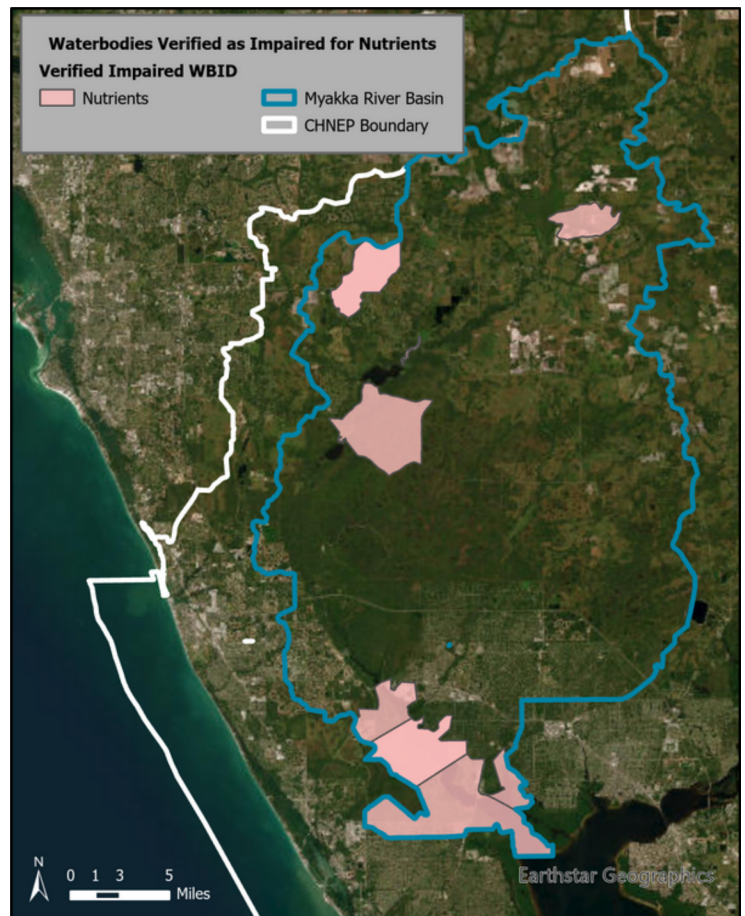 Waterbodies Verified as Impaired for Nutrients
Verified Impaired WBID
Nutrients
Myakka River Basin
CHNEP Boundary
N
0 1 3 5
Miles
Earthstar Geographics